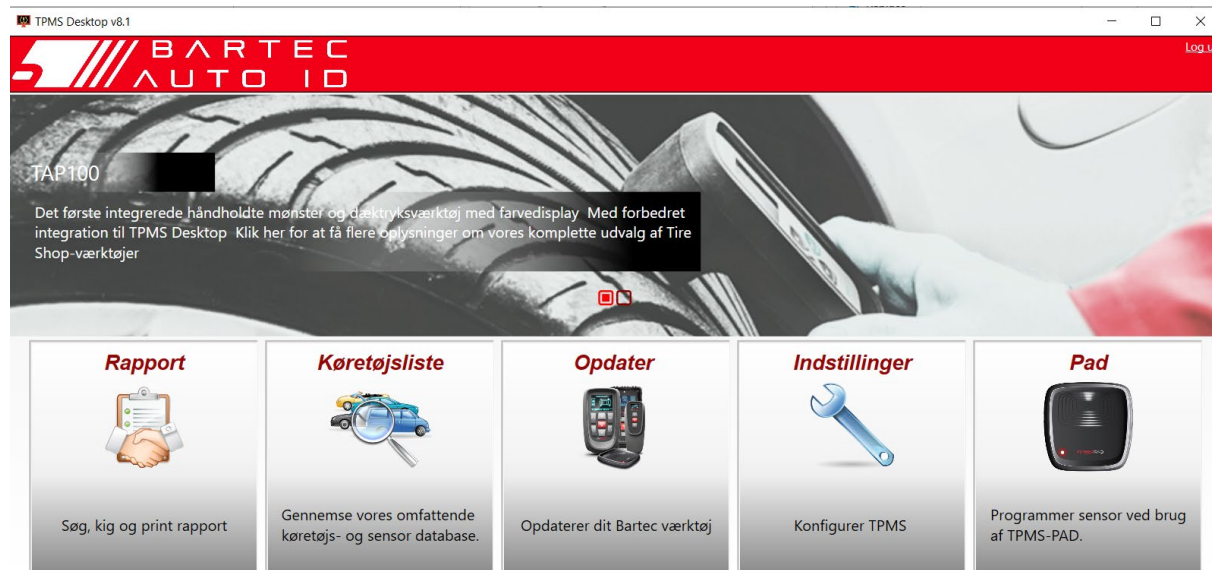 TPMS Desktop v8.1
BARTEC
AUTO ID
Log u
TAP100
Det første integrerede håndholdte mønster og dæktryksværktøj med farvedisplay Med forbedret
integration til TPMS Desktop Klik her for at få flere oplysninger om vores komplette udvalg af Tire
Shop-værktøjer
Rapport
Søg, kig og print rapport
Køretøjsliste
Gennemse vores omfattende
køretøjs- og sensor database.
Opdater
Opdaterer dit Bartec værktøj
Indstillinger
Konfigurer TPMS
Pad
Programmer sensor ved brug
af TPMS-PAD.